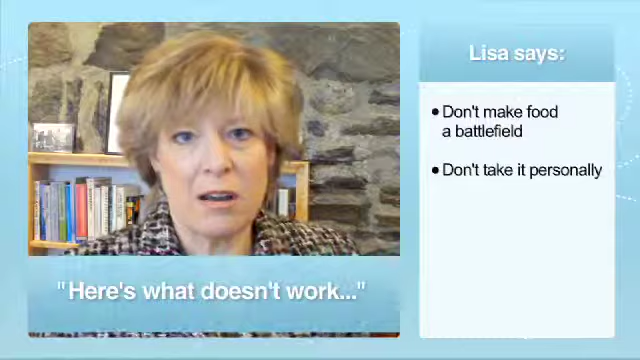 Lisa says:
• Don't make food
a battlefield
• Don't take it personally
"Here's what doesn't work..."